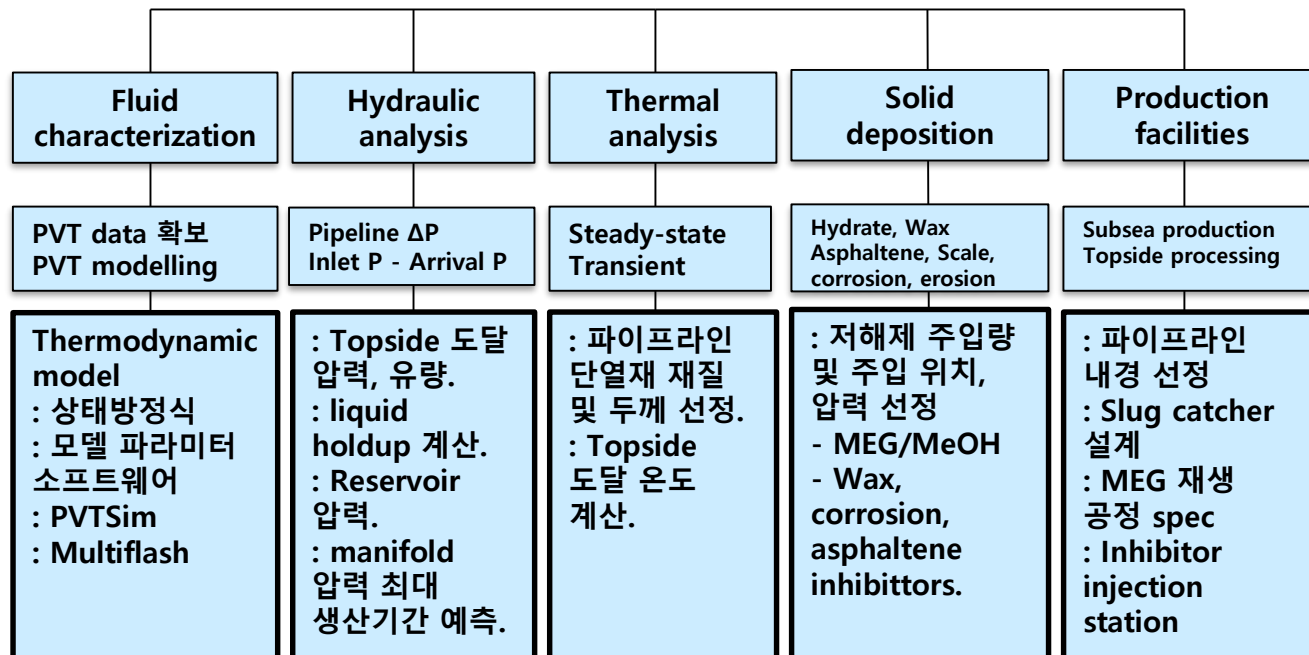 Fluid
characterization
Hydraulic
analysis
Thermal
analysis
Solid
deposition
Production
facilities
PVT data 확보
PVT modelling
Pipeline ΔP
Inlet P - Arrival P
Steady-state
Transient
Hydrate, Wax
Asphaltene, Scale,
corrosion, erosion
Subsea production
Topside processing
Thermodynamic
model
: 상태방정식
: 모델 파라미터
소프트웨어
: PVTSim
: Multiflash
: Topside 도달
압력, 유량.
: liquid
holdup 계산.
: Reservoir
압력.
: manifold
압력 최대
생산기간 예측.
: 파이프라인
단열재 재질
및 두께 선정.
: Topside
도달 온도
계산.
: 저해제 주입량
및 주입 위치,
압력 선정
- MEG/MeOH
- Wax,
corrosion,
asphaltene
inhibittors.
: 파이프라인
내경 선정
: Slug catcher
설계
: MEG 재생
공정 spec
: Inhibitor
injection
station